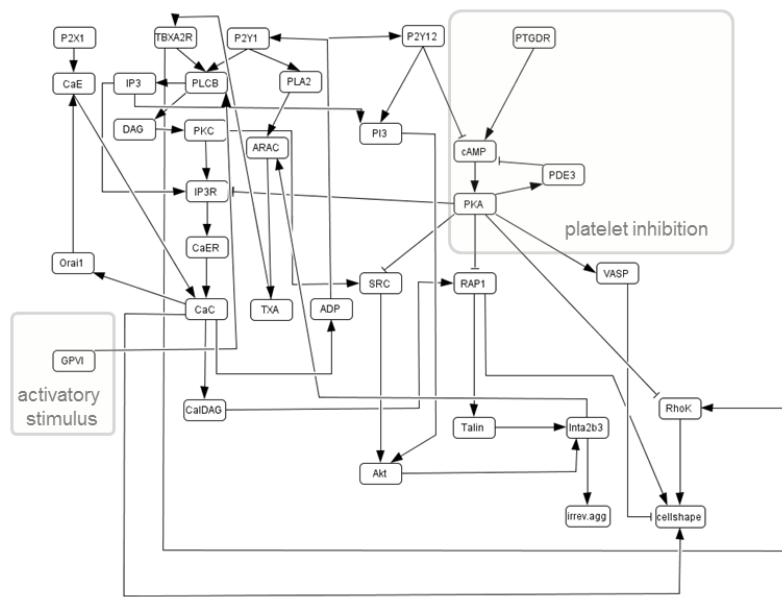 P2X1
TBXA2R
P2Y1
P2Y12
PTGDR
CaE
IP3
PLCB
PLA2
DAG
PKC
ARAC
PI3
cAMP
PDE3
IP3R
PKA
platelet inhibition
CaER
Orai1
SRC
RAP1
VASP
CaC
TXA
ADP
GPVI
activatory
stimulus
CalDAG
Talin
Inta2b3
RhoK
Akt
irrev.agg
cellshape